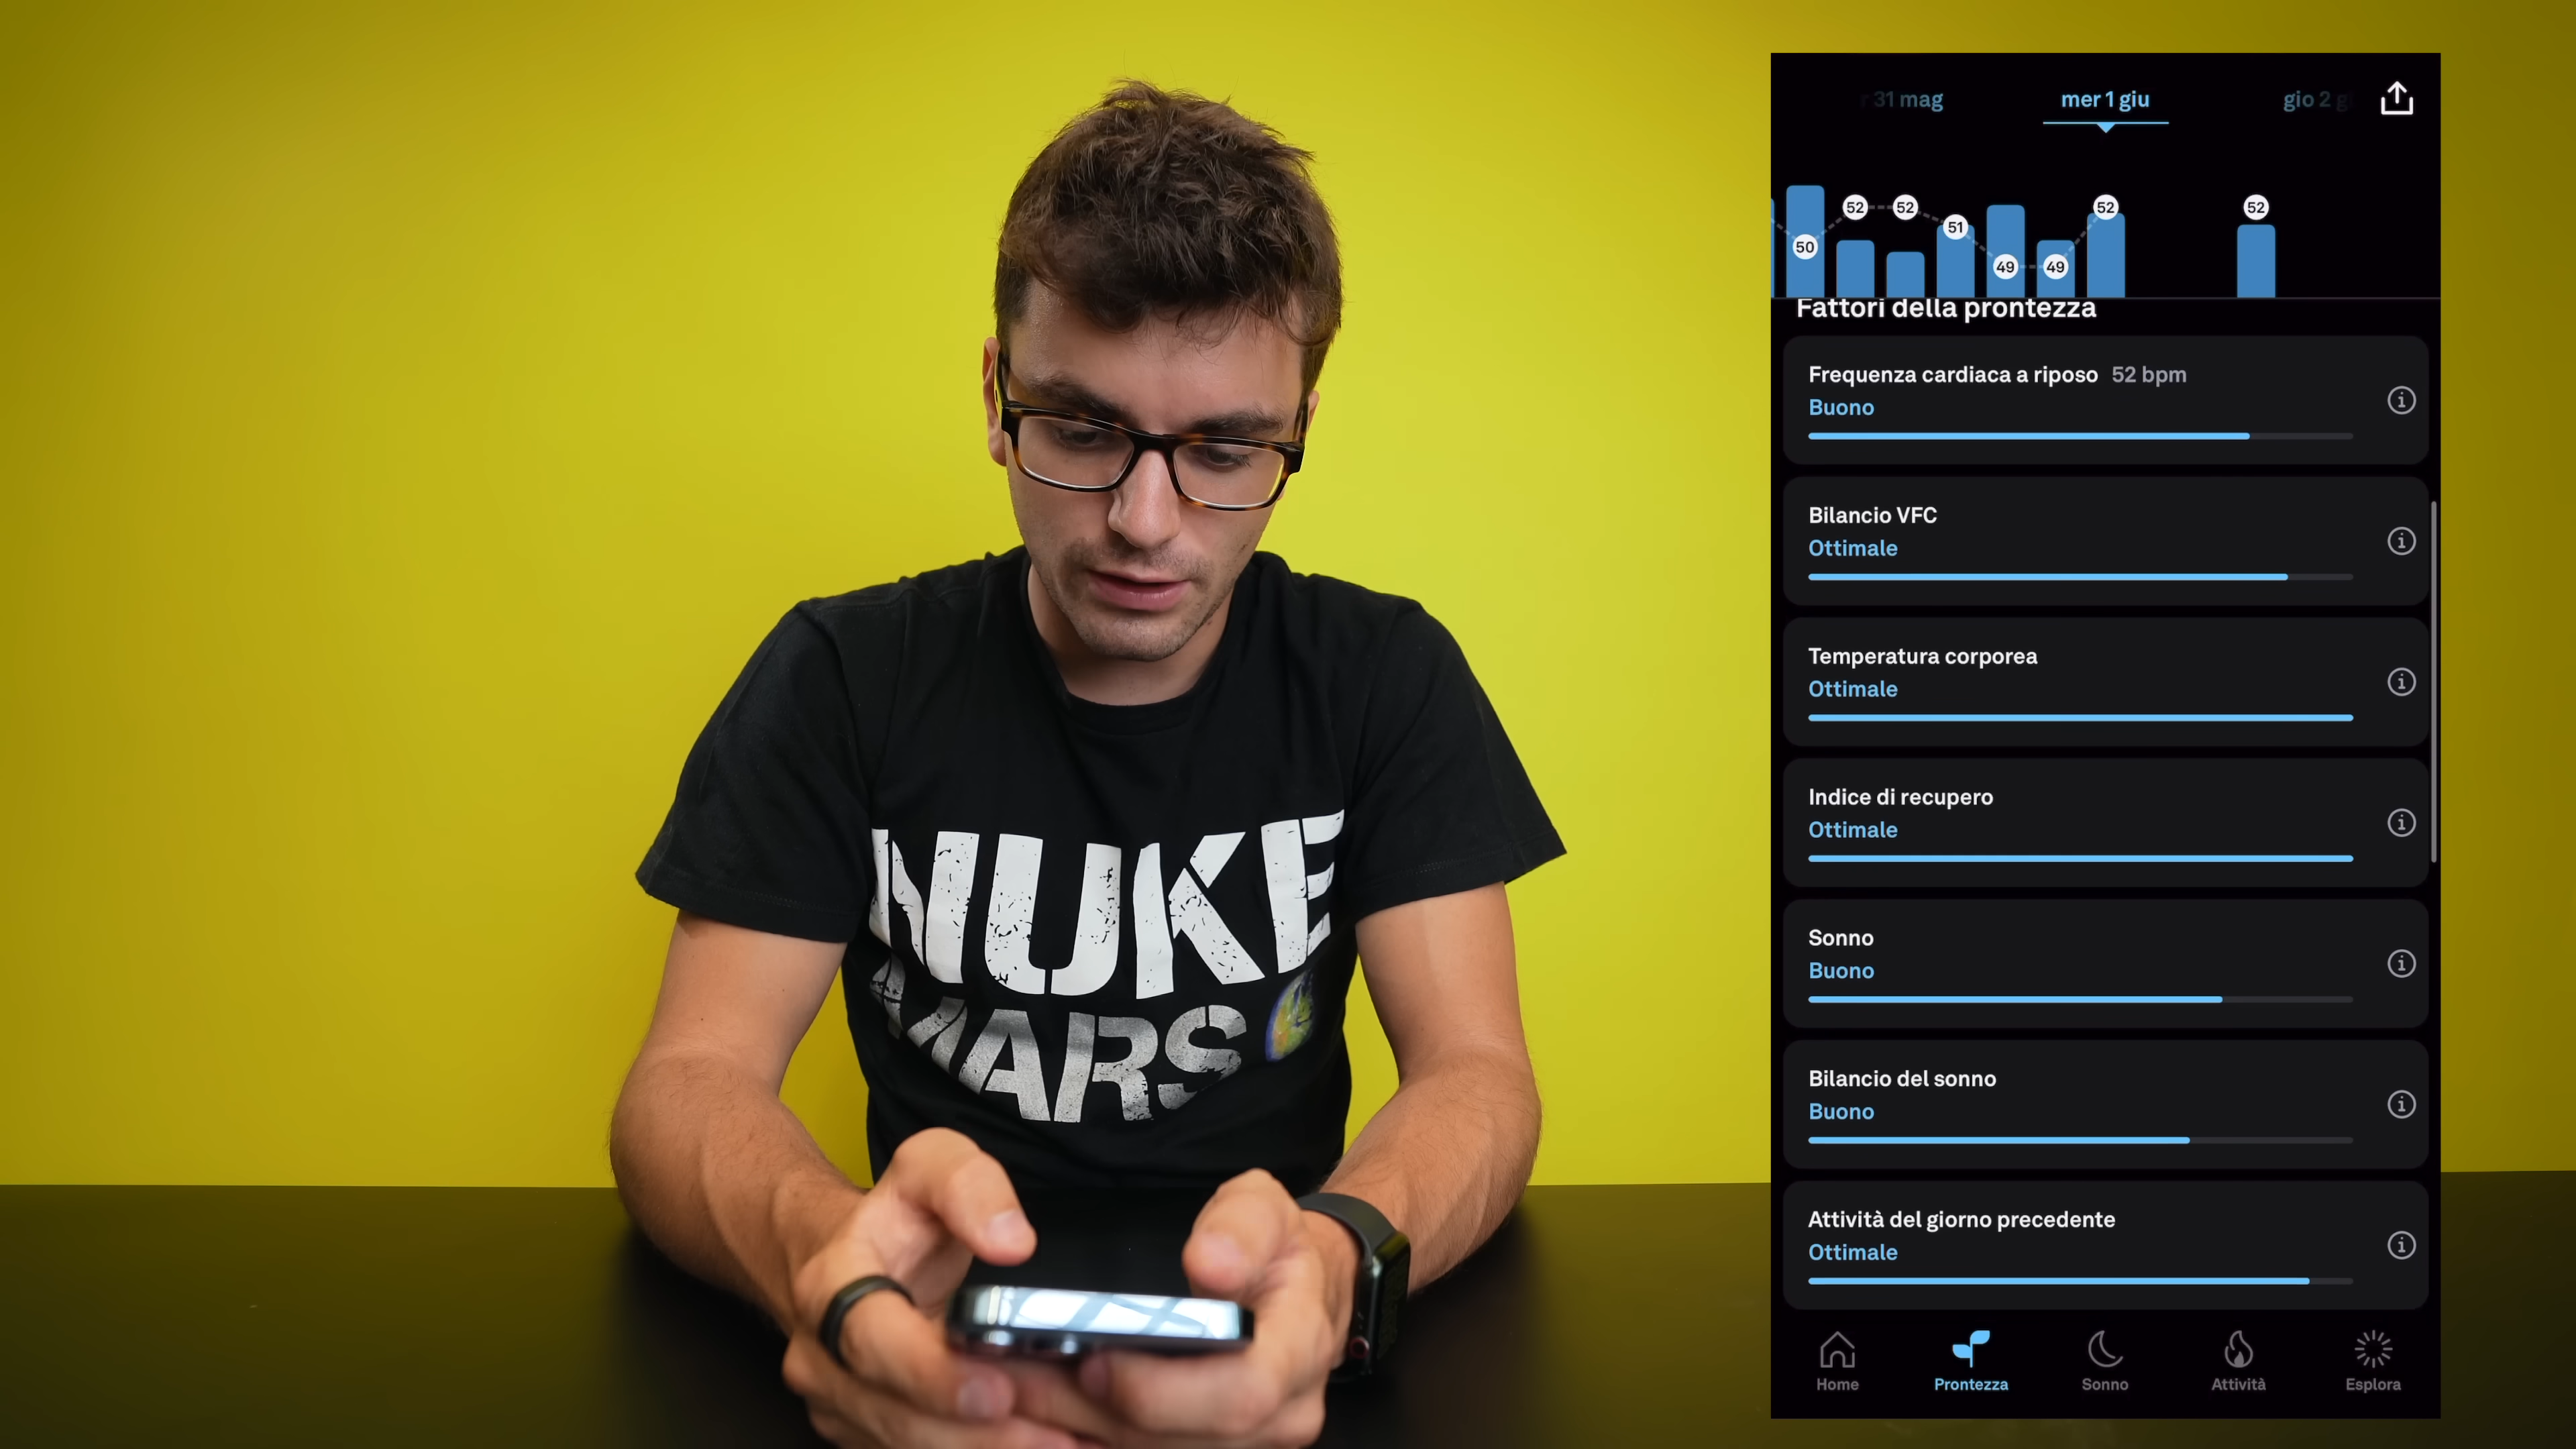 NUKE
MARS
31 mag
mer 1 giu
gio 2 g
50
52
52
51
49
49
52
52
Fattori della prontezza
Frequenza cardiaca a riposo 52 bpm
Buono
Bilancio VFC
Ottimale
Temperatura corporea
Ottimale
Indice di recupero
Ottimale
Sonno
Buono
Bilancio del sonno
Buono
Attività del giorno precedente
Ottimale
Home
Prontezza
Sonno
Attività
Esplora